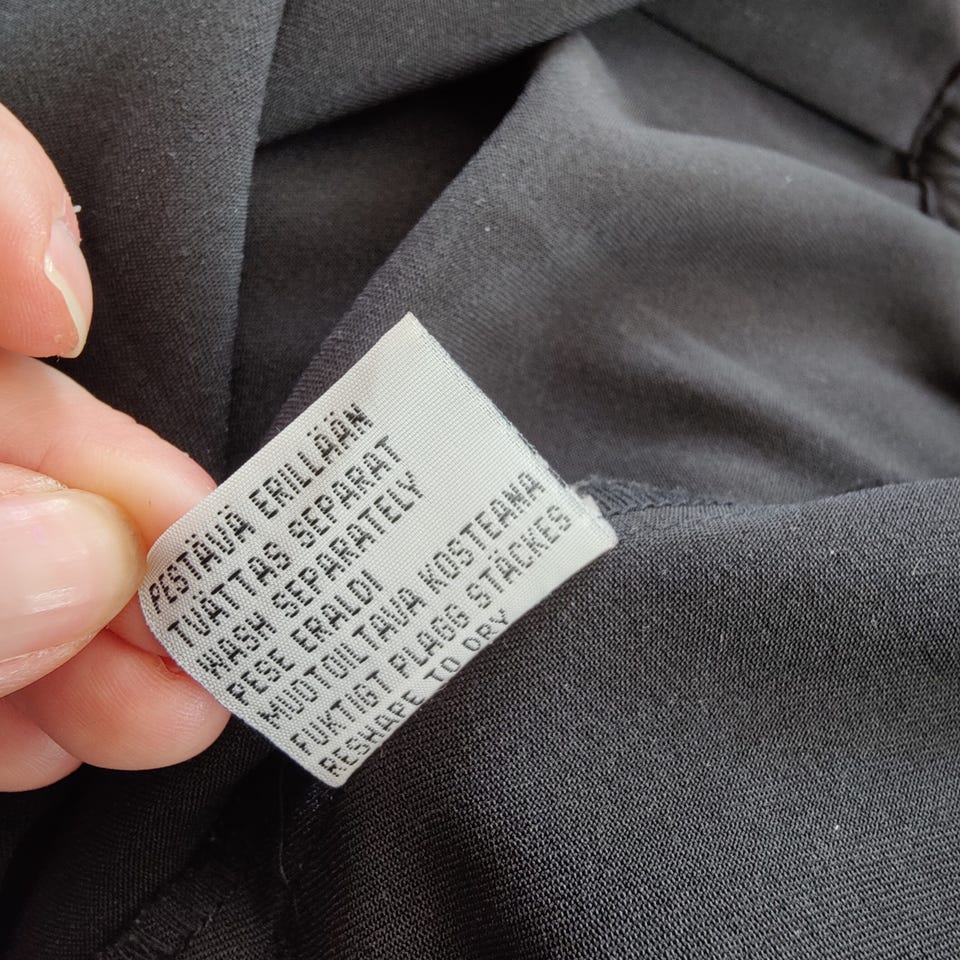 PESTÄVÄ ERILLÄÄN
TVÄTTAS SEPARAT
WASH SEPARATELY
PESE ERALDI
MUOTOILTAVA KOSTEANA
FUKTIGT PLAGG STÄCKES
RESHAPE TO DRY